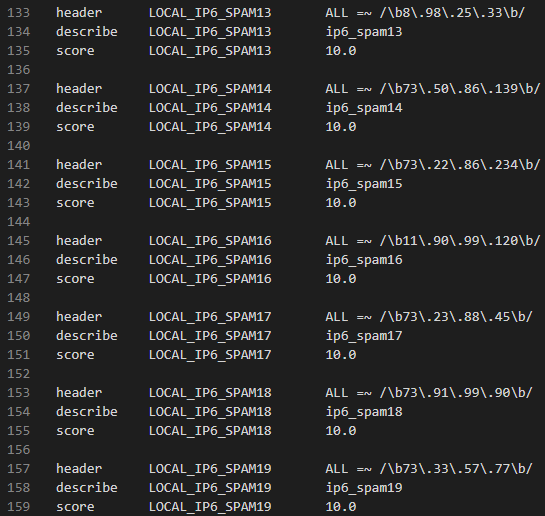 133 header LOCAL_IP6_SPAM13 ALL =~ /\b8\.98\.25\.33\b/
134 describe LOCAL_IP6_SPAM13 ip6_spam13
135 score LOCAL_IP6_SPAM13 10.0
136
137 header LOCAL_IP6_SPAM14 ALL =~ /\b73\.50\.86\.139\b/
138 describe LOCAL_IP6_SPAM14 ip6_spam14
139 score LOCAL_IP6_SPAM14 10.0
140
141 header LOCAL_IP6_SPAM15 ALL =~ /\b73\.22\.86\.234\b/
142 describe LOCAL_IP6_SPAM15 ip6_spam15
143 score LOCAL_IP6_SPAM15 10.0
144
145 header LOCAL_IP6_SPAM16 ALL =~ /\b11\.90\.99\.120\b/
146 describe LOCAL_IP6_SPAM16 ip6_spam16
147 score LOCAL_IP6_SPAM16 10.0
148
149 header LOCAL_IP6_SPAM17 ALL =~ /\b73\.23\.88\.45\b/
150 describe LOCAL_IP6_SPAM17 ip6_spam17
151 score LOCAL_IP6_SPAM17 10.0
152
153 header LOCAL_IP6_SPAM18 ALL =~ /\b73\.91\.99\.90\b/
154 describe LOCAL_IP6_SPAM18 ip6_spam18
155 score LOCAL_IP6_SPAM18 10.0
156
157 header LOCAL_IP6_SPAM19 ALL =~ /\b73\.33\.57\.77\b/
158 describe LOCAL_IP6_SPAM19 ip6_spam19
159 score LOCAL_IP6_SPAM19 10.0